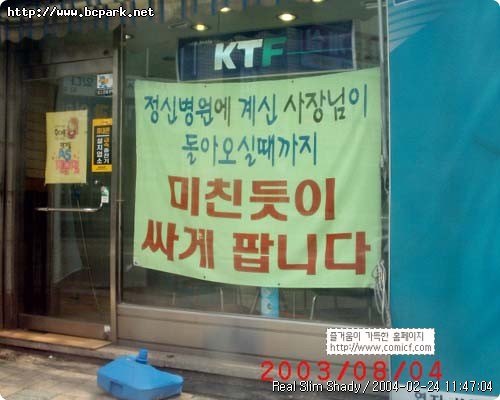 http://www.bcpark.net
KTF
정신병원에 계신 사장님이
돌아오실때까지
미친듯이
싸게 팝니다
즐거움이 가득한 홈페이지
http://www.comicf.com
2003/08/04
Real Slim Shady / 2004-02-24 11:47:04